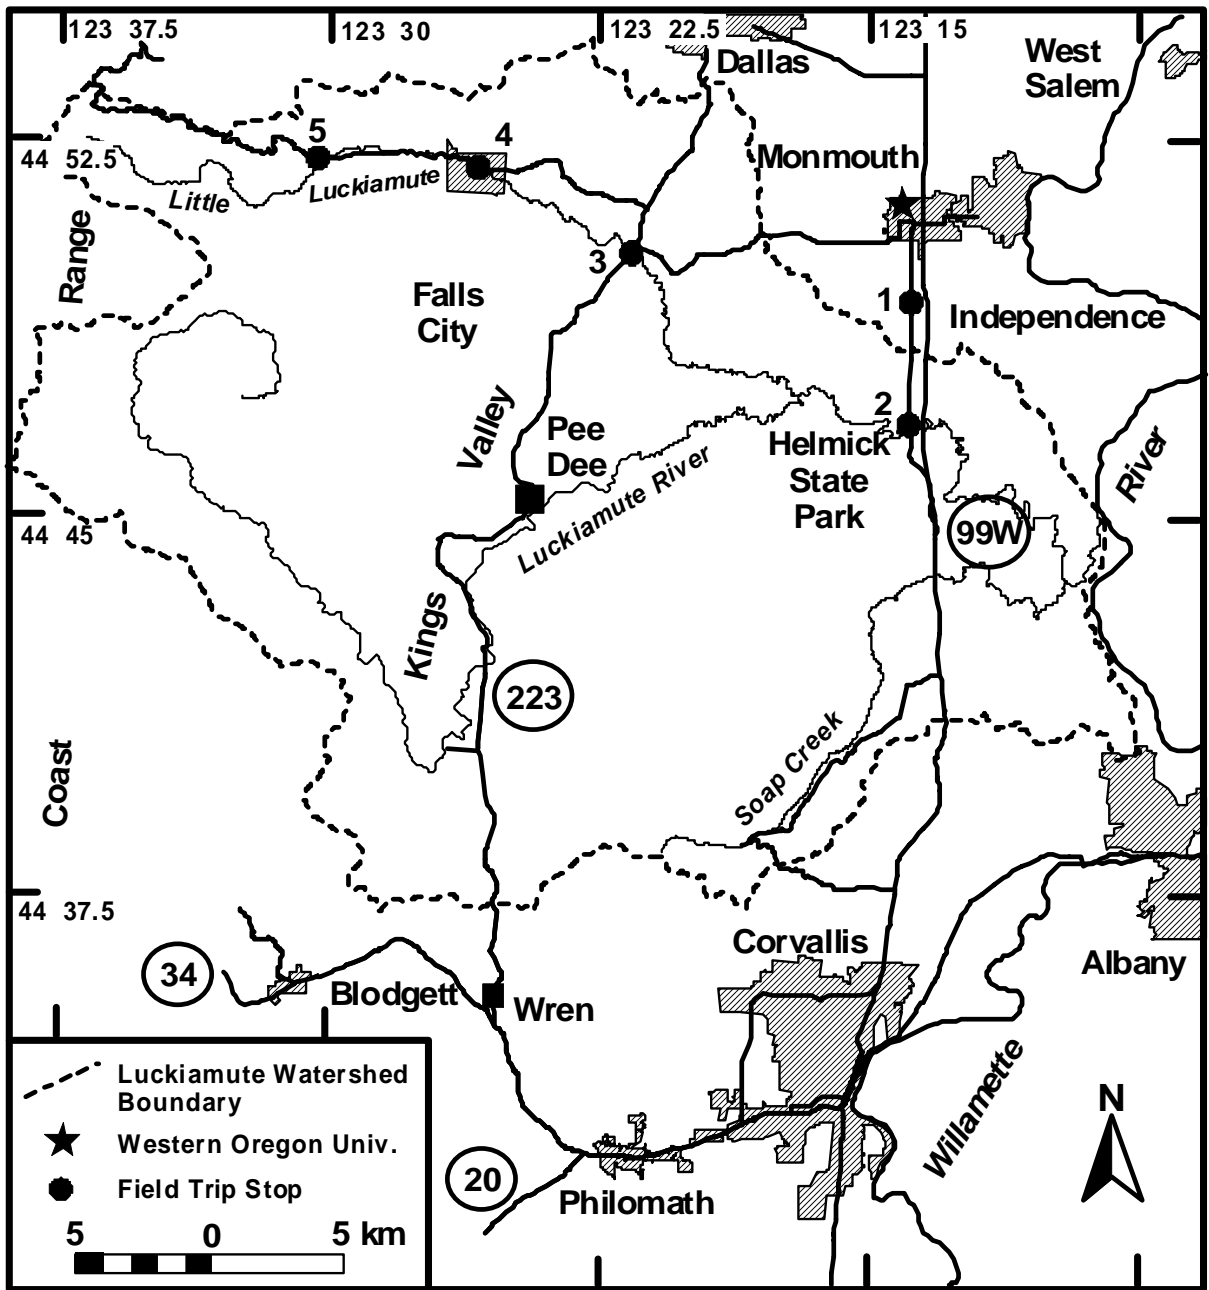 123 37.5
123 30
123 22.5
123 15
Dallas
West
Salem
5
4
44 52.5
Monmouth
Little
Luckiamute
Range
3
Falls
City
1
Independence
2
Valley
Pee
Dee
Helmick
State
Park
River
Luckiamute River
44 45
99W
Kings
223
Coast
Soap Creek
44 37.5
Corvallis
Albany
34
Blodgett
Wren
Willamette
Luckiamute Watershed
Boundary
Western Oregon Univ.
Field Trip Stop
5 0 5 km
20
Philomath
N